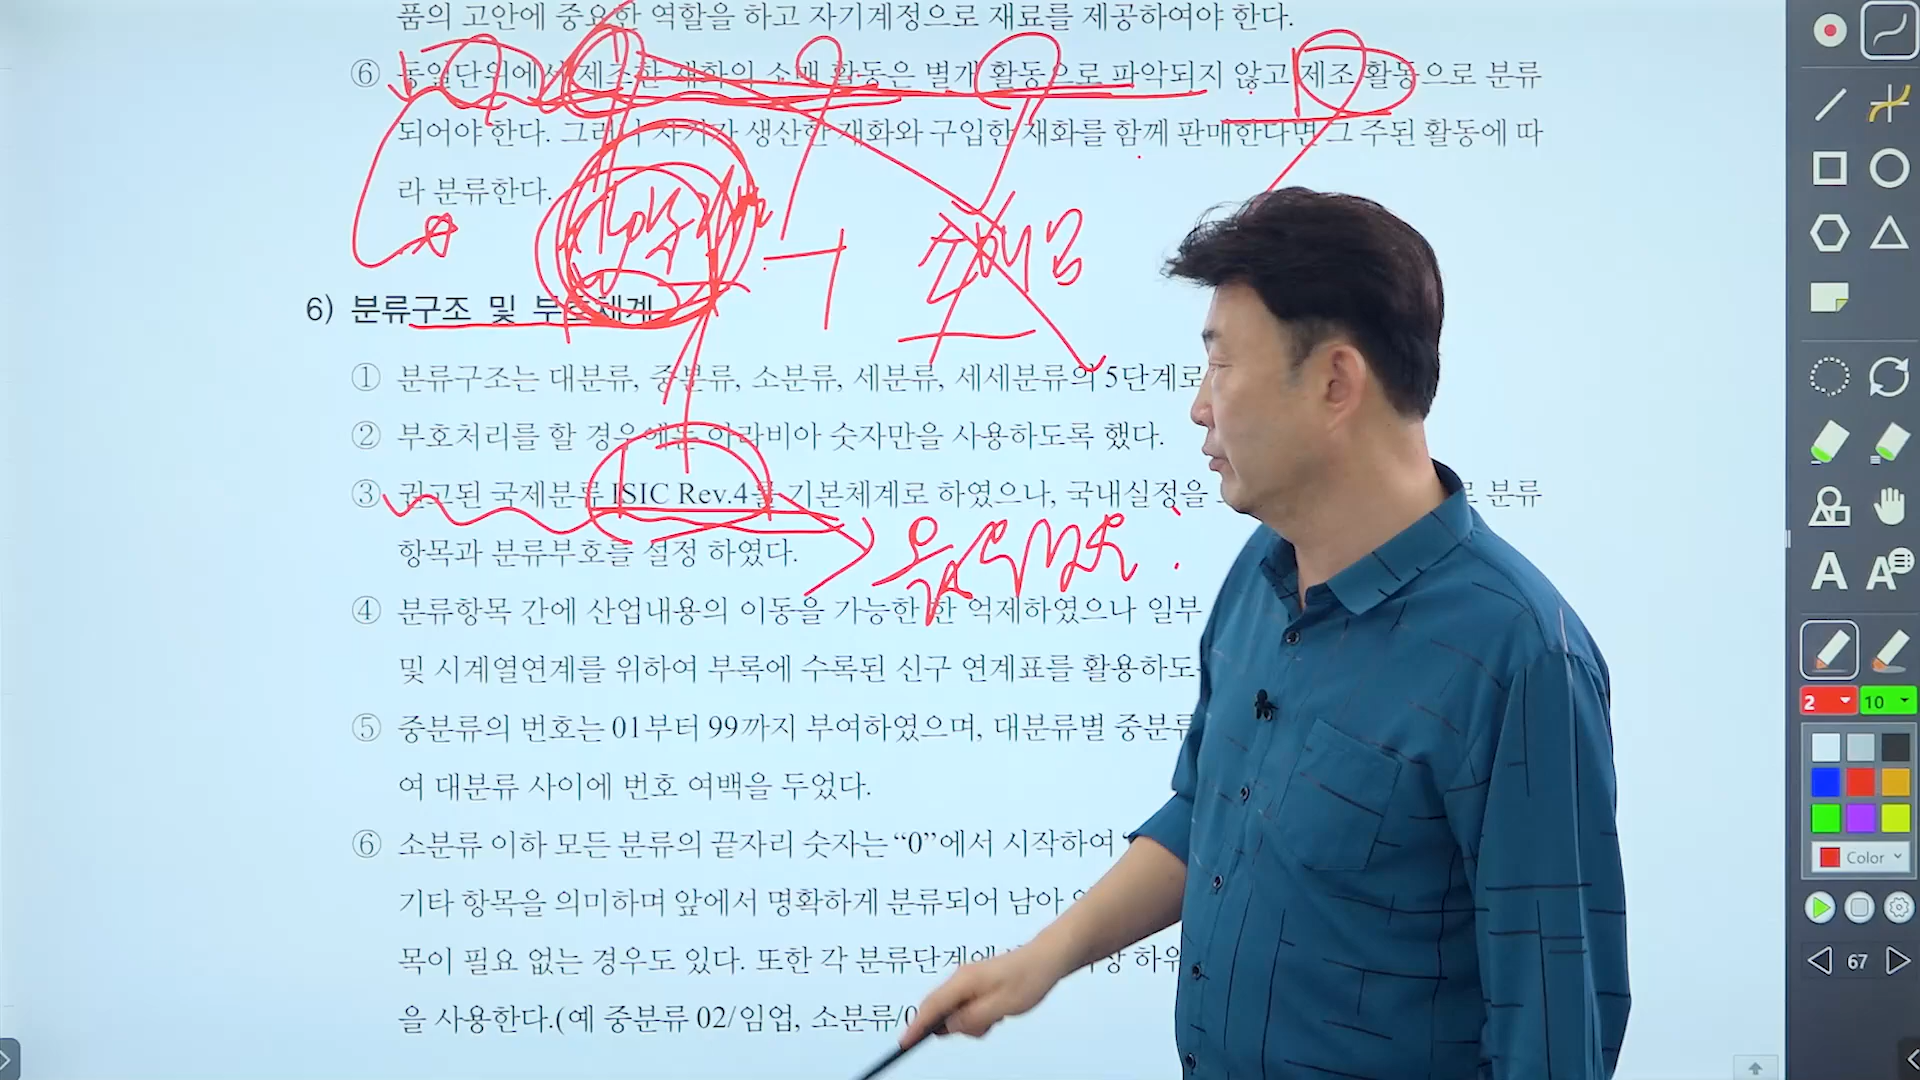 품의 고안에 중요한 역할을 하고 자기계정으로 재료를 제공하여야 한다.
⑥ 동일단위에서 제조한 재화의 소매 활동은 별개 활동으로 파악되지 않고 제조 활동으로 분류
되어야 한다. 그러나 자기가 생산한 재화와 구입한 재화를 함께 판매한다면 그 주된 활동에 따
라 분류한다.
6) 분류구조 및 부호체계
① 분류구조는 대분류, 중분류, 소분류, 세분류, 세세분류의 5단계로
② 부호처리를 할 경우에는 아라비아 숫자만을 사용하도록 했다.
③ 권고된 국제분류 ISIC Rev.4를 기본체계로 하였으나, 국내실정을 분류
항목과 분류부호를 설정 하였다.
④ 분류항목 간에 산업내용의 이동을 가능한 한 억제하였으나 일부
및 시계열연계를 위하여 부록에 수록된 신구 연계표를 활용하도
⑤ 중분류의 번호는 01부터 99까지 부여하였으며, 대분류별 중분류
여 대분류 사이에 번호 여백을 두었다.
⑥ 소분류 이하 모든 분류의 끝자리 숫자는 “0”에서 시작하여
기타 항목을 의미하며 앞에서 명확하게 분류되어 남아
목이 필요 없는 경우도 있다. 또한 각 분류단계에 하위
을 사용한다.(예 중분류 02/임업, 소분류/
2
10
Color
67